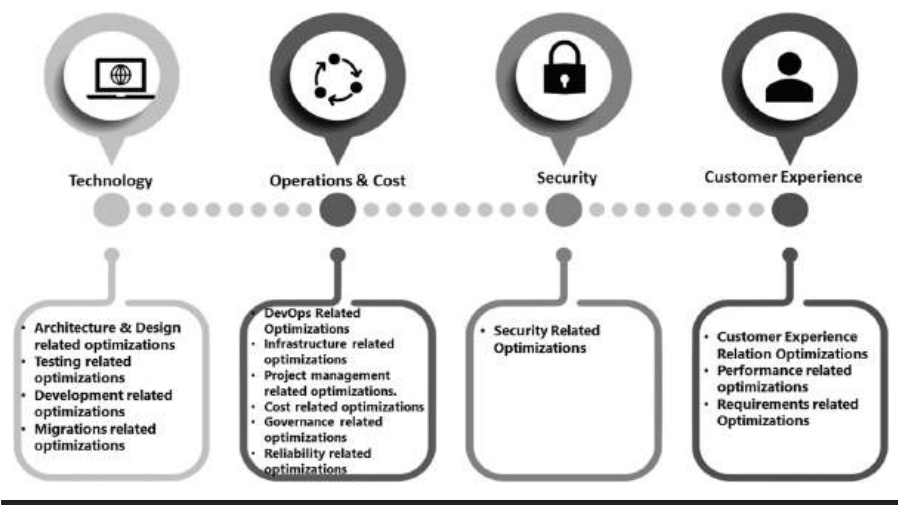 Technology
Operations & Cost
Security
Customer Experience
• Architecture & Design
related optimizations
• Testing related
optimizations
• Development related
optimizations
• Migrations related
optimizations
• DevOps Related
Optimizations
• Infrastructure related
optimizations
• Project management
related optimizations.
• Cost related optimizations
• Governance related
optimizations
• Reliability related
optimizations
• Security Related
Optimizations
• Customer Experience
Relation Optimizations
• Performance related
optimizations
• Requirements related
Optimizations